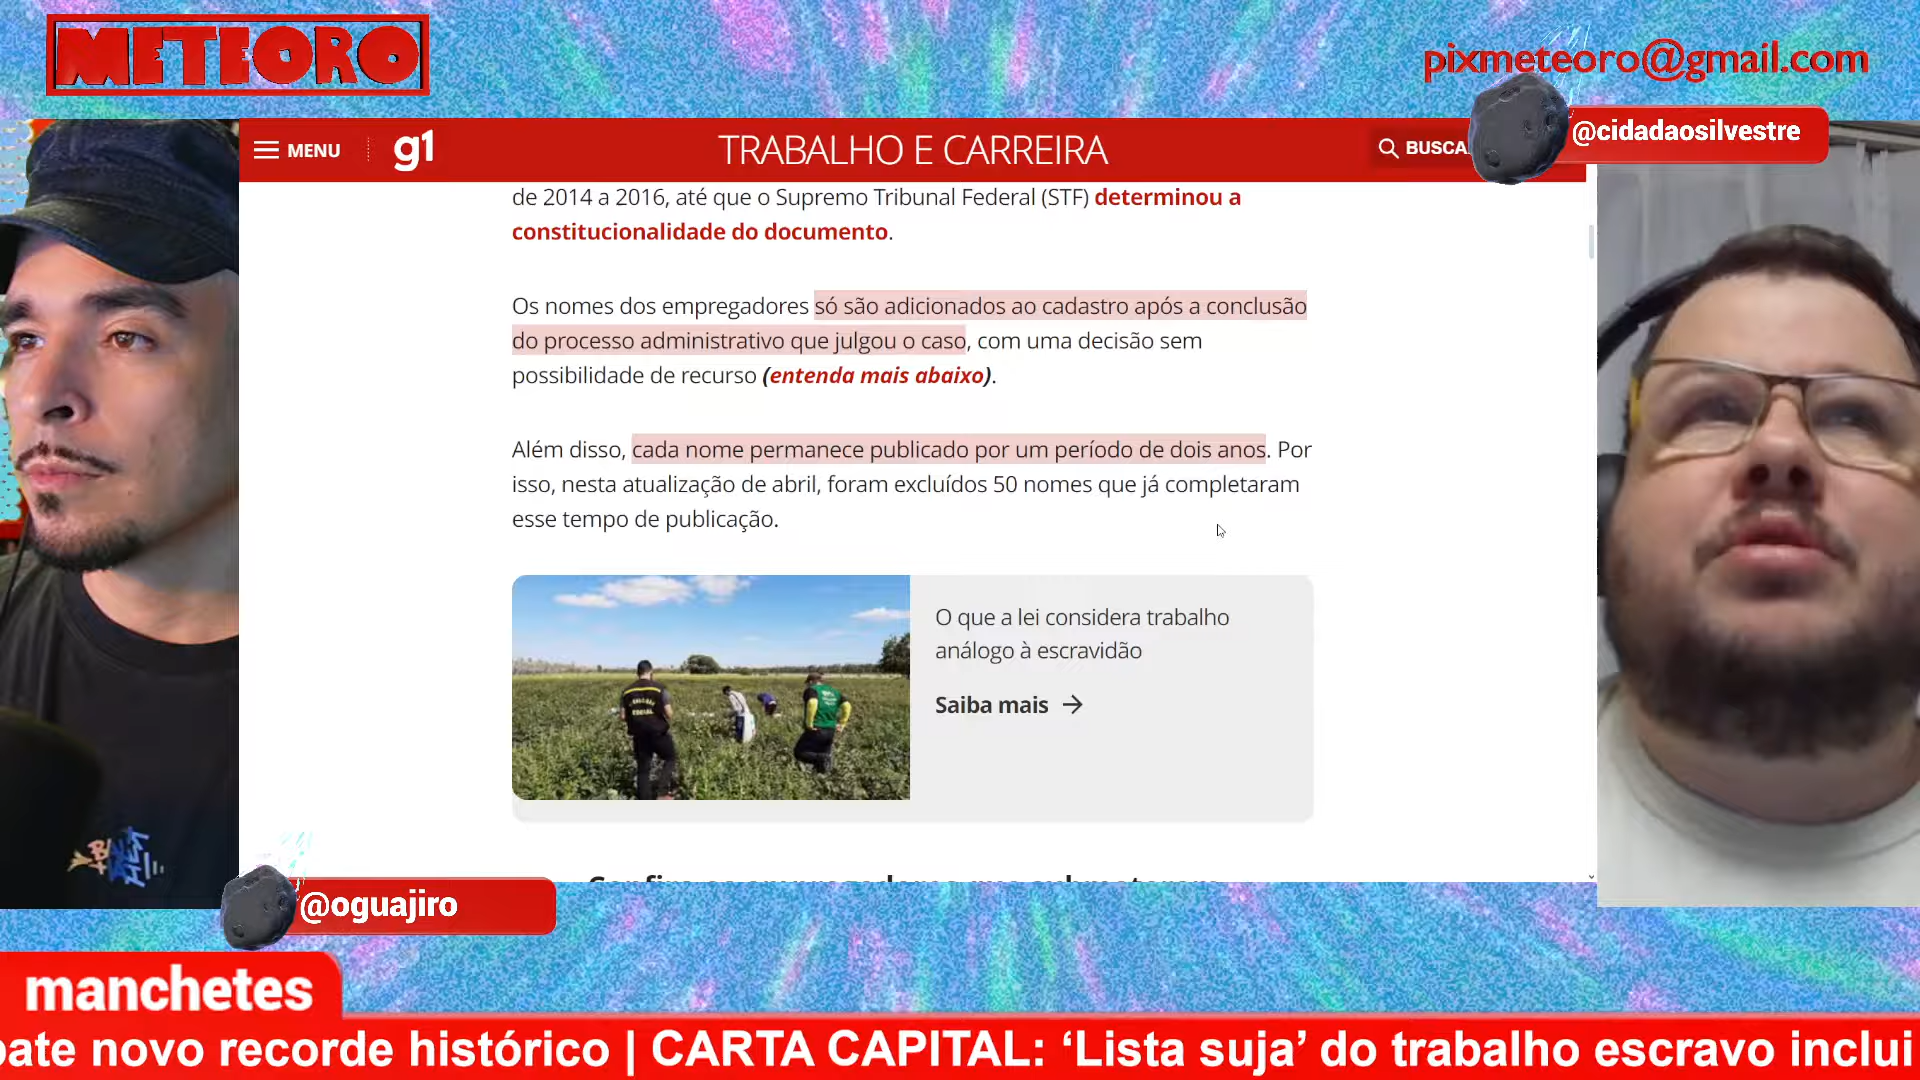 METEORO
pixmeteoro@gmail.com
@cidadaosilvestre
MENU
g1
TRABALHO E CARREIRA
BUSCA
de 2014 a 2016, até que o Supremo Tribunal Federal (STF) determinou a
constitucionalidade do documento.
Os nomes dos empregadores só são adicionados ao cadastro após a conclusão
do processo administrativo que julgou o caso, com uma decisão sem
possibilidade de recurso (entenda mais abaixo).
Além disso, cada nome permanece publicado por um período de dois anos. Por
isso, nesta atualização de abril, foram excluídos 50 nomes que já completaram
esse tempo de publicação.
O que a lei considera trabalho
análogo à escravidão
Saiba mais →
@oguajiro
manchetes
bate novo recorde histórico | CARTA CAPITAL: ‘Lista suja’ do trabalho escravo inclui